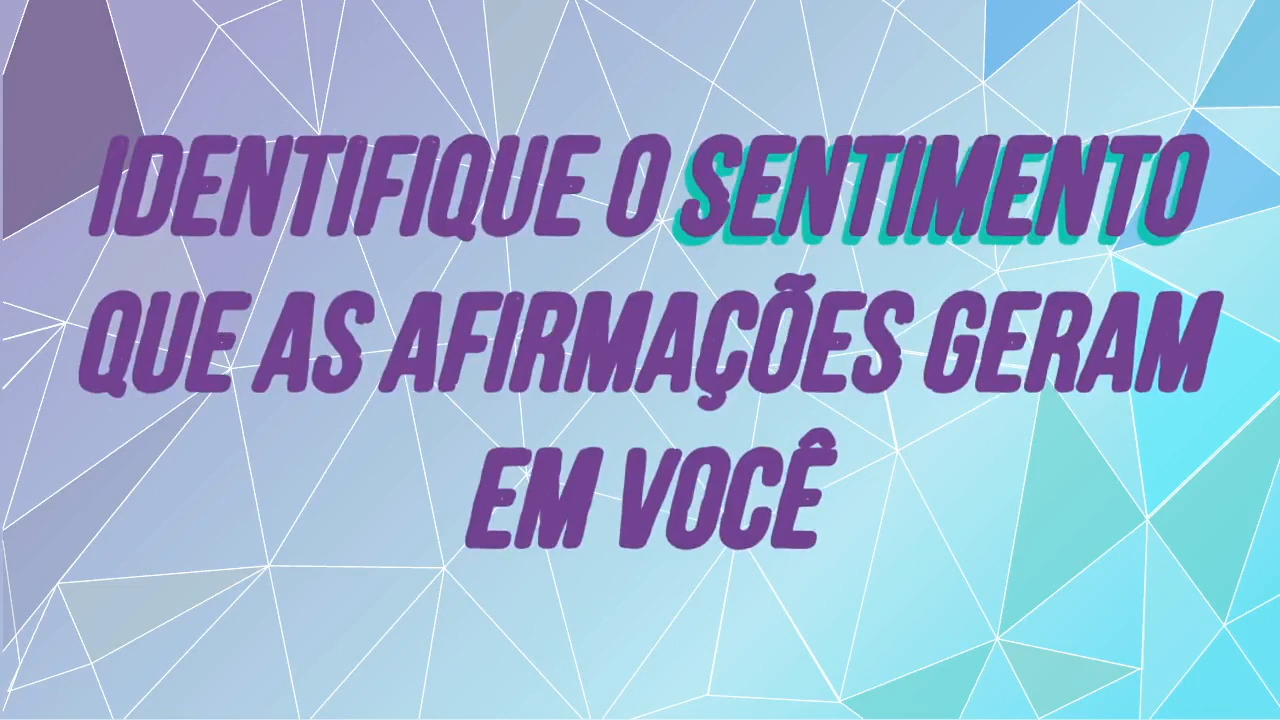 IDENTIFIQUE O SENTIMENTO
QUE AS AFIRMAÇÕES GERAM
EM VOCÊ